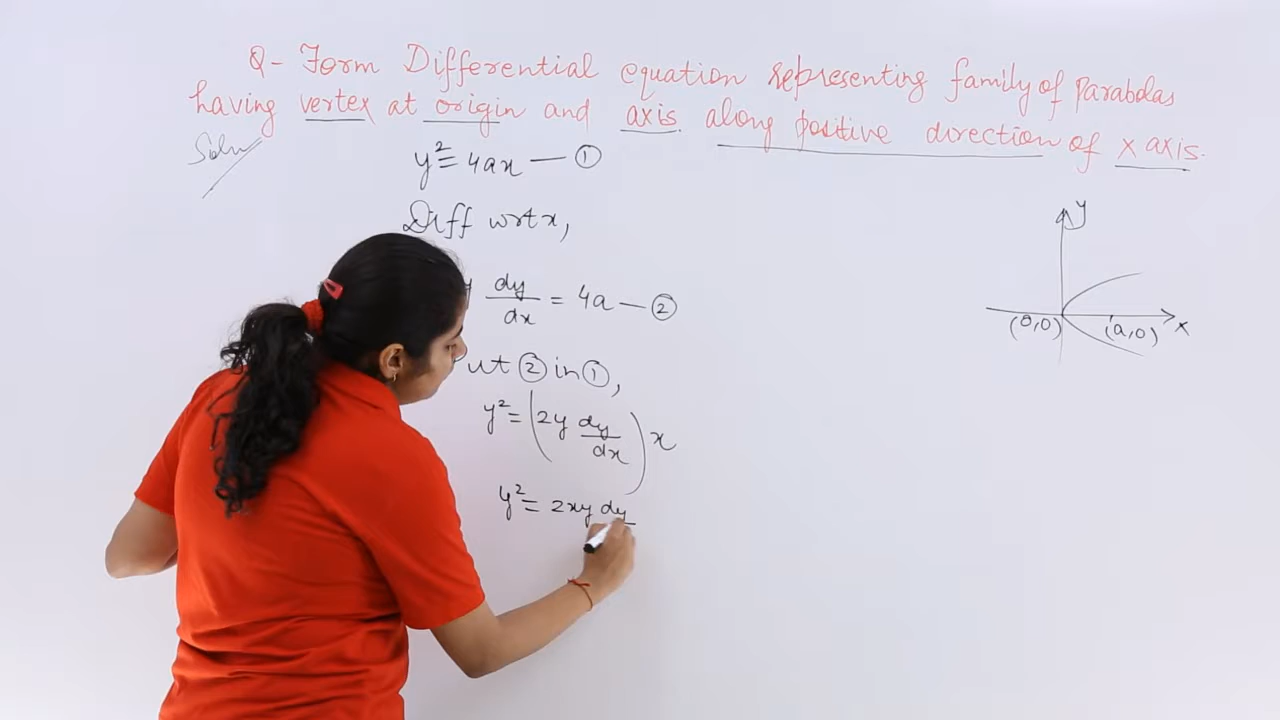 Q- Form Differential equation representing family of Parabolas
having vertex at origin and axis along positive direction of x axis.
Soln
y² = 4ax — ①
Diff wrt x,
dy/dx = 4a — ②
② in ①,
y² = (2y dy/dx) x
y² = 2xy dy
y
(0,0) (a,0) x